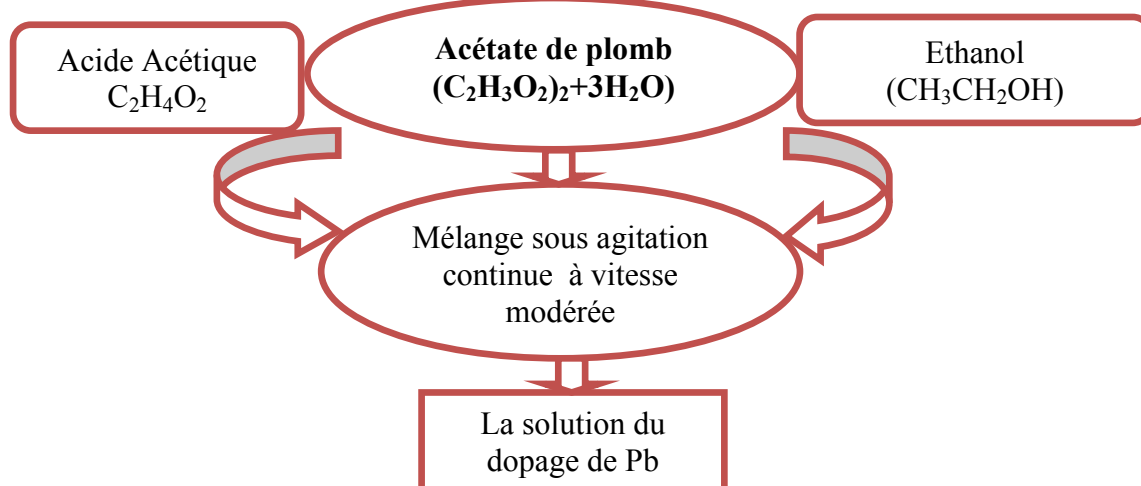 Acide Acétique
C₂H₄O₂
Acétate de plomb
(C₂H₃O₂)₂+3H₂O)
Ethanol
(CH₃CH₂OH)
Mélange sous agitation
continue à vitesse
modérée
La solution du
dopage de Pb